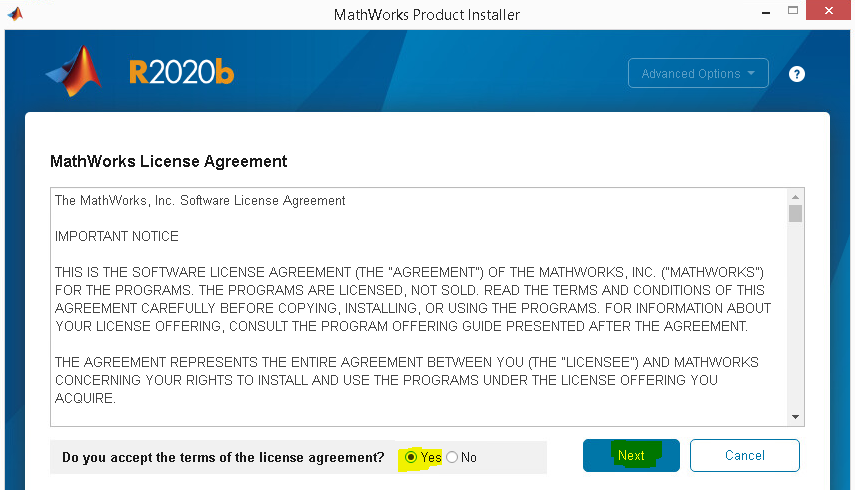 MathWorks Product Installer
R2020b
Advanced Options
?
MathWorks License Agreement
The MathWorks, Inc. Software License Agreement
IMPORTANT NOTICE
THIS IS THE SOFTWARE LICENSE AGREEMENT (THE "AGREEMENT") OF THE MATHWORKS, INC. ("MATHWORKS")
FOR THE PROGRAMS. THE PROGRAMS ARE LICENSED, NOT SOLD. READ THE TERMS AND CONDITIONS OF THIS
AGREEMENT CAREFULLY BEFORE COPYING, INSTALLING, OR USING THE PROGRAMS. FOR INFORMATION ABOUT
YOUR LICENSE OFFERING, CONSULT THE PROGRAM OFFERING GUIDE PRESENTED AFTER THE AGREEMENT.
THE AGREEMENT REPRESENTS THE ENTIRE AGREEMENT BETWEEN YOU (THE "LICENSEE") AND MATHWORKS
CONCERNING YOUR RIGHTS TO INSTALL AND USE THE PROGRAMS UNDER THE LICENSE OFFERING YOU
ACQUIRE.
Do you accept the terms of the license agreement? Yes No Next Cancel